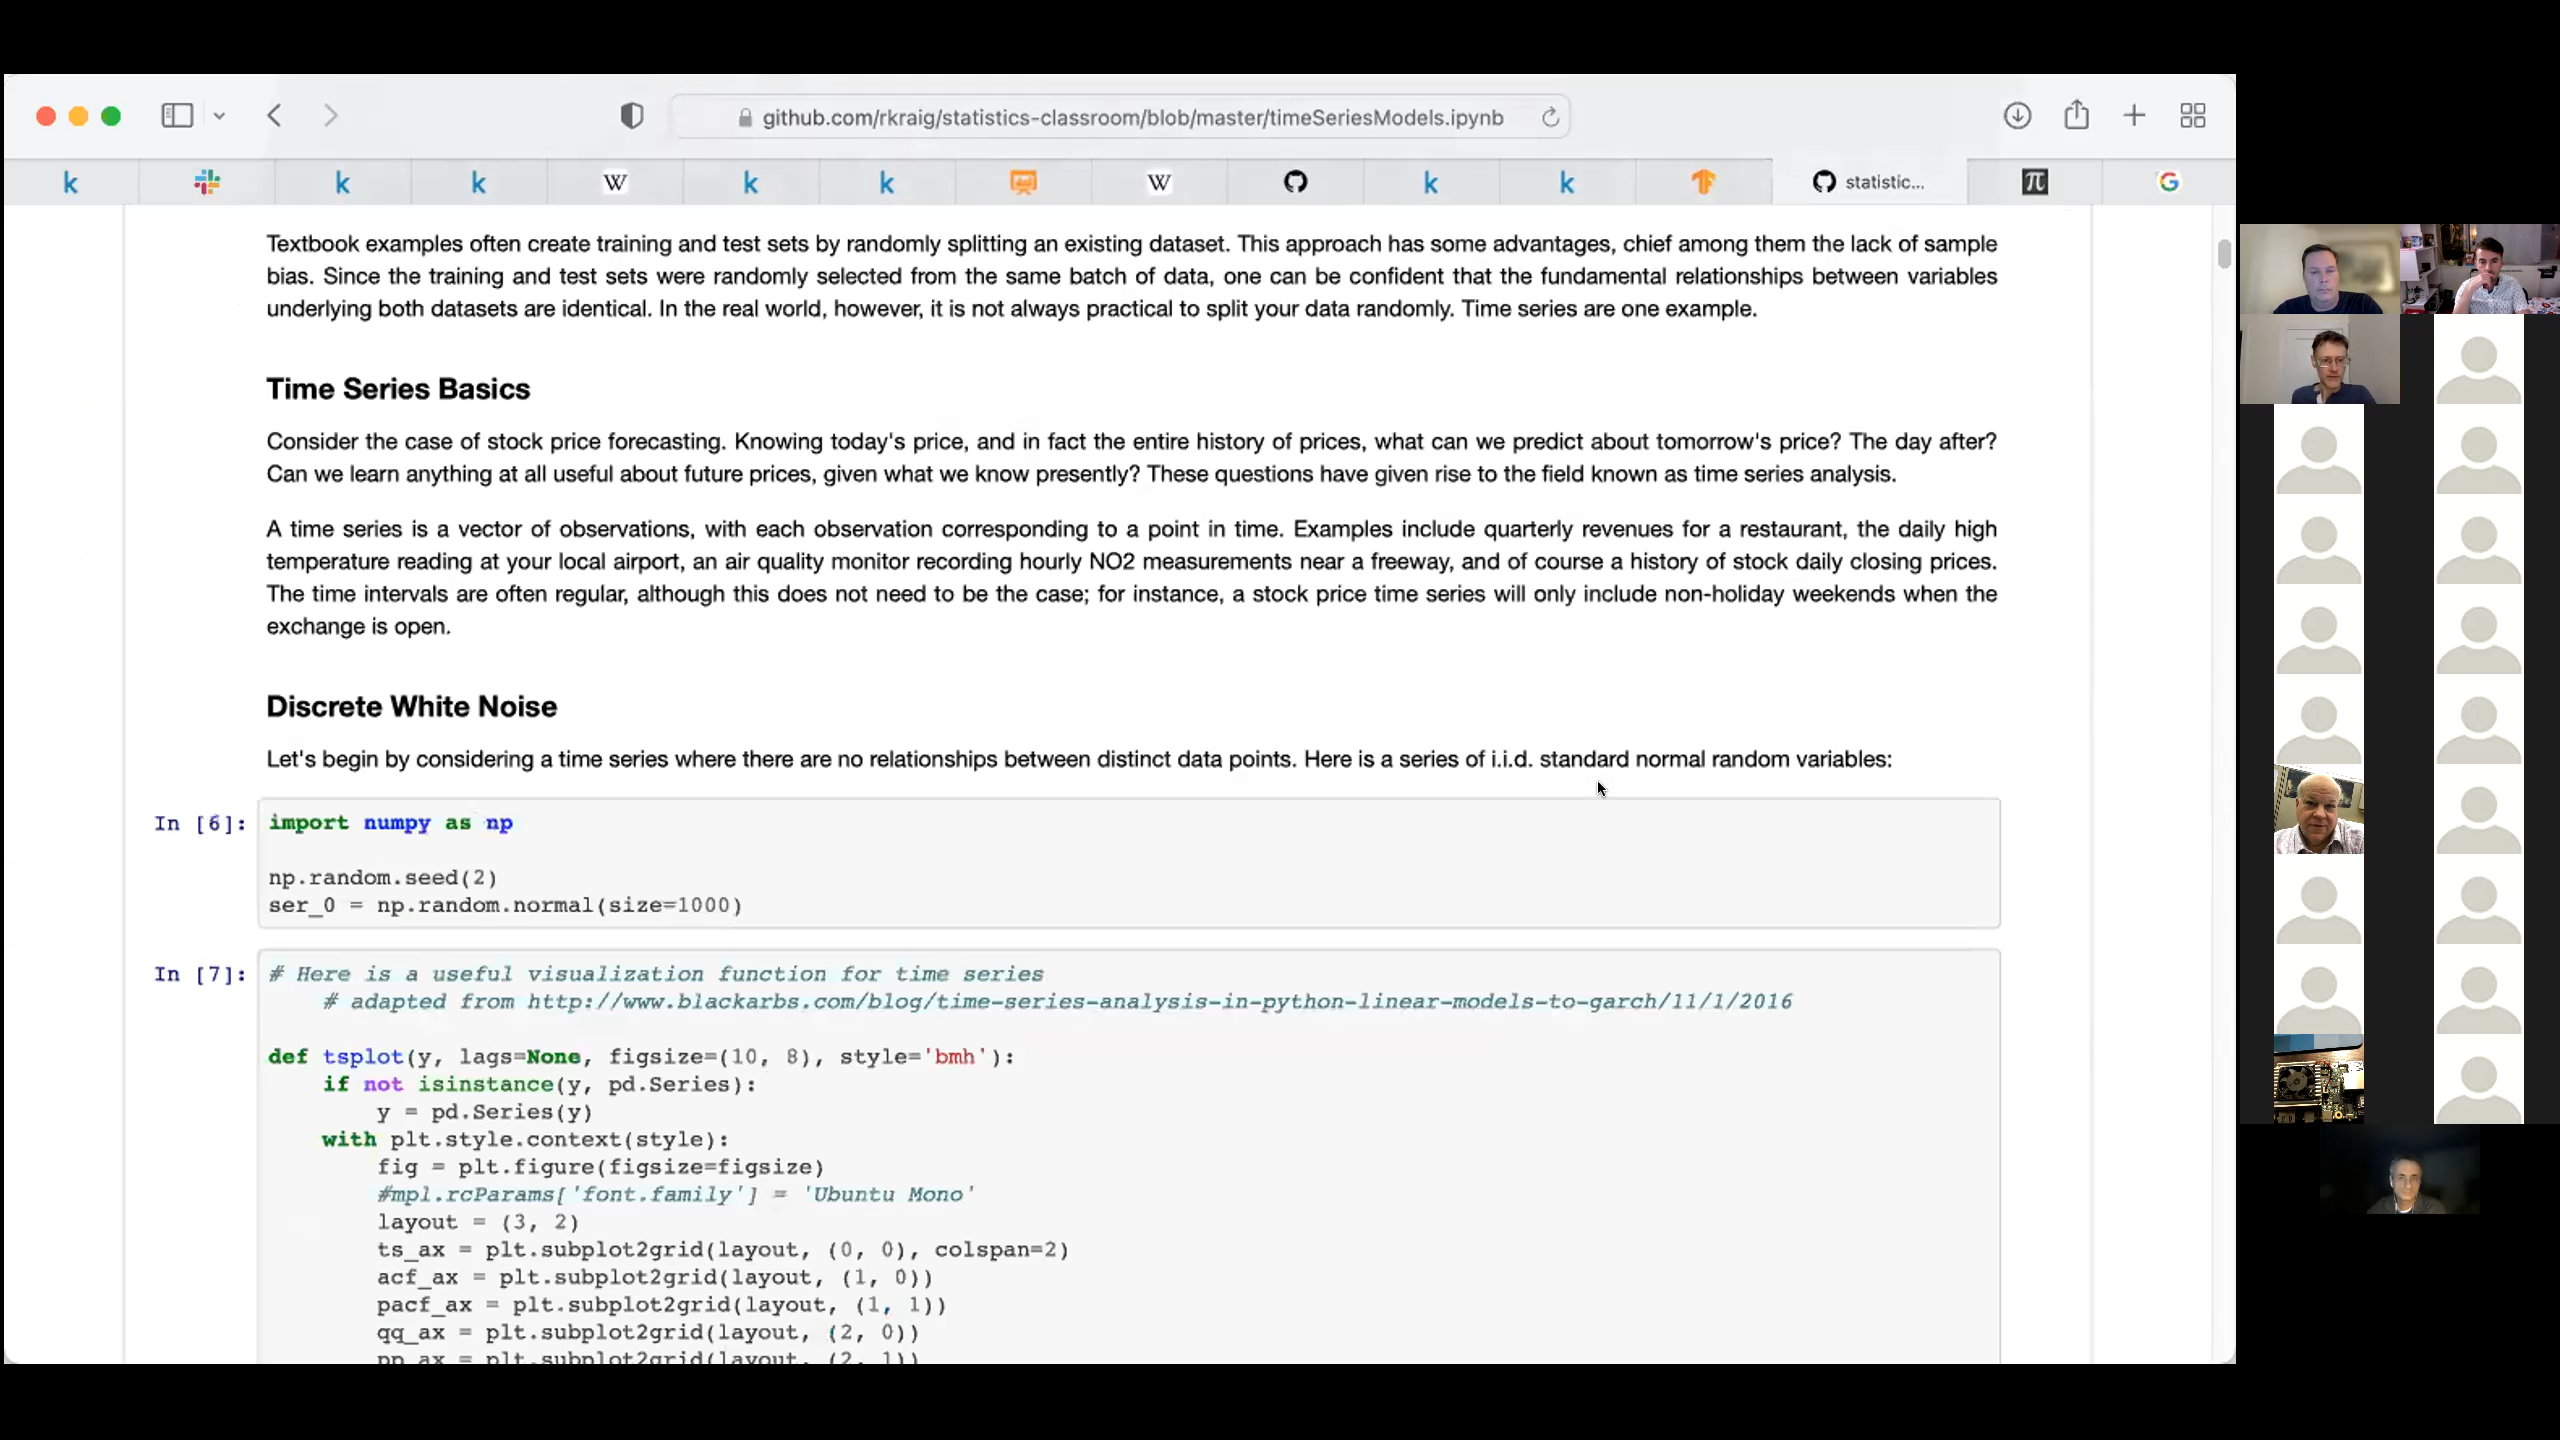 github.com/rkraig/statistics-classroom/blob/master/timeSeriesModels.ipynb
k k k W k k W k k statistic... π G
Textbook examples often create training and test sets by randomly splitting an existing dataset. This approach has some advantages, chief among them the lack of sample
bias. Since the training and test sets were randomly selected from the same batch of data, one can be confident that the fundamental relationships between variables
underlying both datasets are identical. In the real world, however, it is not always practical to split your data randomly. Time series are one example.
Time Series Basics
Consider the case of stock price forecasting. Knowing today's price, and in fact the entire history of prices, what can we predict about tomorrow's price? The day after?
Can we learn anything at all useful about future prices, given what we know presently? These questions have given rise to the field known as time series analysis.
A time series is a vector of observations, with each observation corresponding to a point in time. Examples include quarterly revenues for a restaurant, the daily high
temperature reading at your local airport, an air quality monitor recording hourly NO2 measurements near a freeway, and of course a history of stock daily closing prices.
The time intervals are often regular, although this does not need to be the case; for instance, a stock price time series will only include non-holiday weekends when the
exchange is open.
Discrete White Noise
Let's begin by considering a time series where there are no relationships between distinct data points. Here is a series of i.i.d. standard normal random variables:
In [6]: import numpy as np
np.random.seed(2)
ser_0 = np.random.normal(size=1000)
In [7]: # Here is a useful visualization function for time series
# adapted from http://www.blackarbs.com/blog/time-series-analysis-in-python-linear-models-to-garch/11/1/2016
def tsplot(y, lags=None, figsize=(10, 8), style='bmh'):
if not isinstance(y, pd.Series):
y = pd.Series(y)
with plt.style.context(style):
fig = plt.figure(figsize=figsize)
#mpl.rcParams['font.family'] = 'Ubuntu Mono'
layout = (3, 2)
ts_ax = plt.subplot2grid(layout, (0, 0), colspan=2)
acf_ax = plt.subplot2grid(layout, (1, 0))
pacf_ax = plt.subplot2grid(layout, (1, 1))
qq_ax = plt.subplot2grid(layout, (2, 0))
pp_ax = plt.subplot2grid(layout, (2, 1))